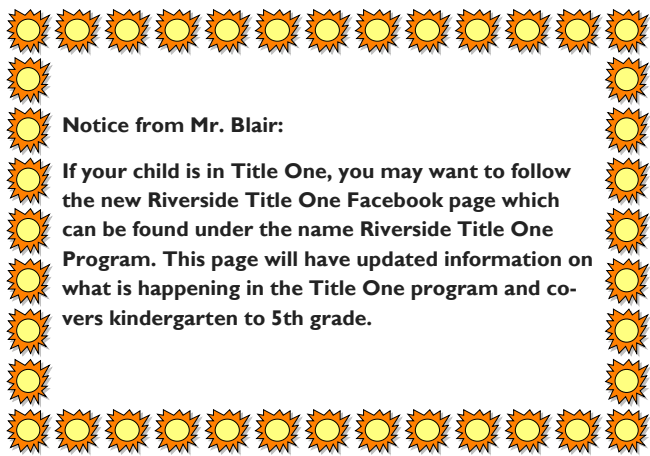 Notice from Mr. Blair:
If your child is in Title One, you may want to follow
the new Riverside Title One Facebook page which
can be found under the name Riverside Title One
Program. This page will have updated information on
what is happening in the Title One program and co-
vers kindergarten to 5th grade.